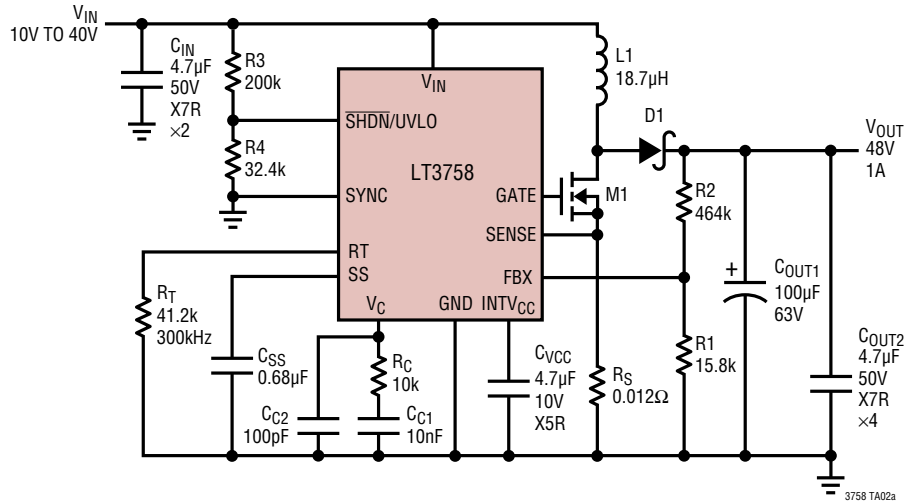 VIN
10V TO 40V
CIN
4.7µF
50V
X7R
×2
R3
200k
R4
32.4k
VIN
SHDN/UVLO
LT3758
SYNC
GATE
SENSE
RT
SS
FBX
VC
GND
INTVCC
L1
18.7µH
D1
M1
VOUT
48V
1A
R2
464k
+
COUT1
100µF
63V
COUT2
4.7µF
50V
X7R
×4
R1
15.8k
RT
41.2k
300kHz
CSS
0.68µF
RC
10k
CC2
100pF
CC1
10nF
CVCC
4.7µF
10V
X5R
RS
0.012Ω
3758 TA02a